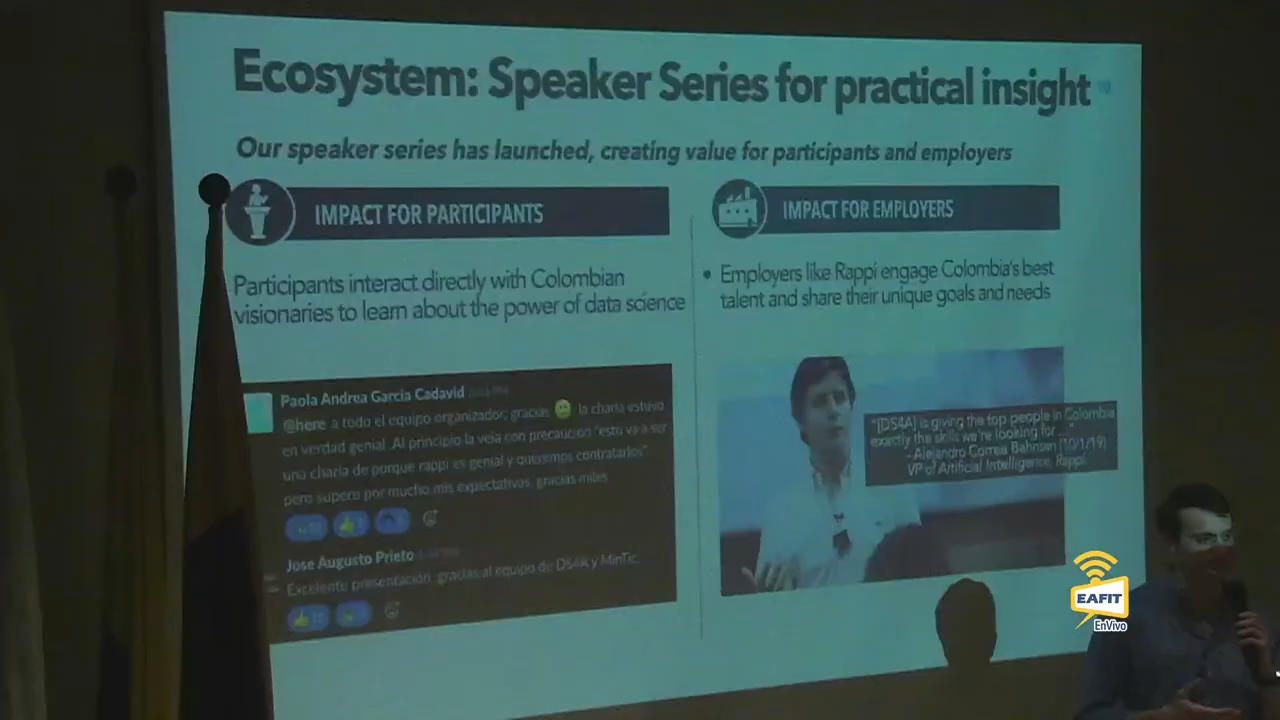 Ecosystem: Speaker Series for practical insight
Our speaker series has launched, creating value for participants and employers
IMPACT FOR PARTICIPANTS
Participants interact directly with Colombian
visionaries to learn about the power of data science
Paola Andrea Garcia Cadavid
@here a todo el equipo organizador, gracias la charla estuvo
en verdad genial. Al principio la veia con precaucion "esto va a ser
una charla de porque rappi es genial y queremos contratarlos"
pero supero por mucho mis expectativas, gracias miles
Jose Augusto Prieto
Excelente presentación, gracias al equipo de DS4A y MinTic.
IMPACT FOR EMPLOYERS
• Employers like Rappi engage Colombia's best
talent and share their unique goals and needs
"[DS4A] is giving the top people in Colombia
exactly the skills we're looking for ..."
- Alejandro Correa Bahnsen (10/1/19)
VP of Artificial Intelligence, Rappi
EAFIT
EnVivo